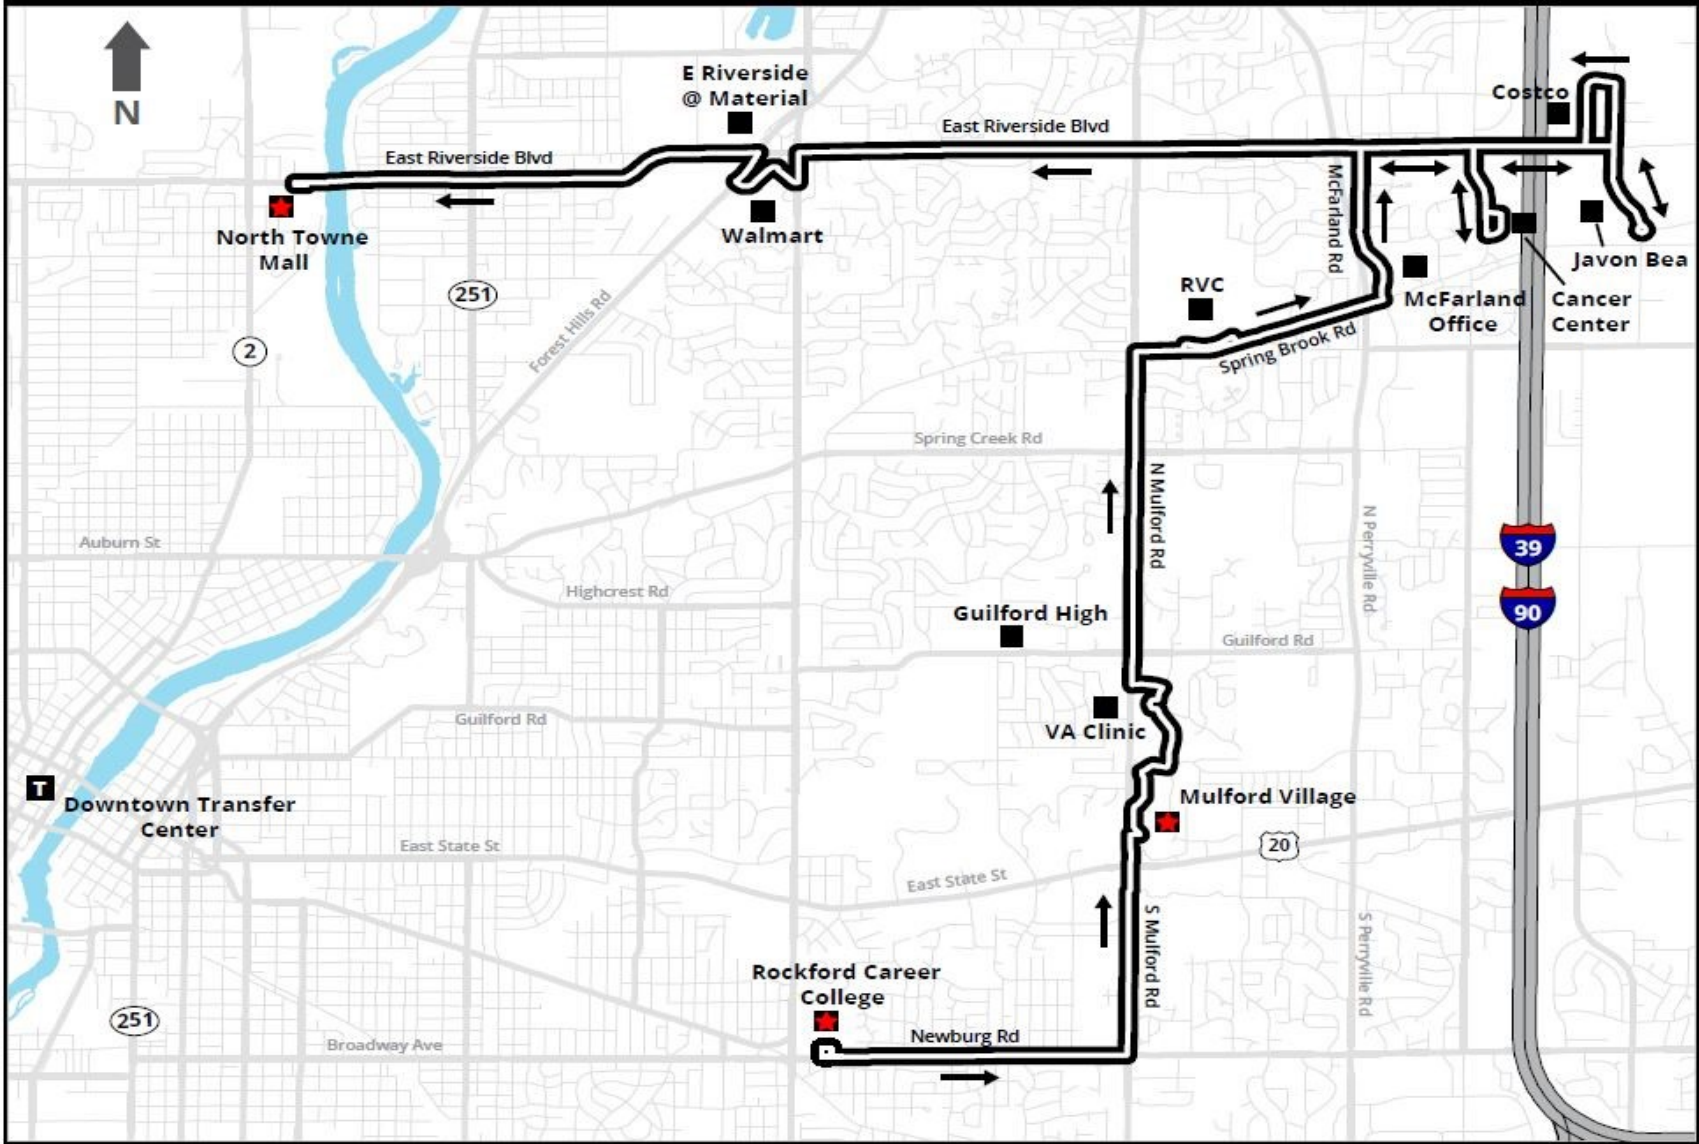 N
E Riverside
@ Material
Costco
East Riverside Blvd
East Riverside Blvd
McFarland Rd
North Towne
Mall
Walmart
Javon Bea
251
RVC
McFarland
Office
Cancer
Center
2
Forest Hills Rd
Spring Brook Rd
Spring Creek Rd
N Mulford Rd
N Perryville Rd
Auburn St
39
Highcrest Rd
90
Guilford High
Guilford Rd
Guilford Rd
VA Clinic
T
Downtown Transfer
Center
Mulford Village
20
East State St
East State St
S Mulford Rd
S Perryville Rd
Rockford Career
College
251
Newburg Rd
Broadway Ave